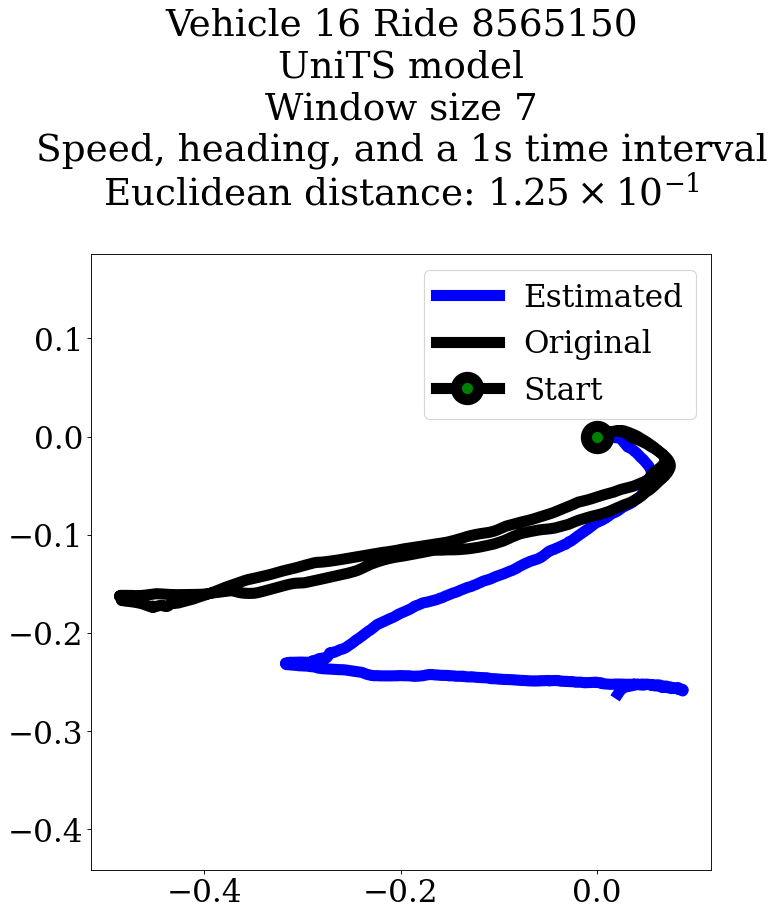 Vehicle 16 Ride 8565150
UniTS model
Window size 7
Speed, heading, and a 1s time interval
Euclidean distance: 1.25 × 10⁻¹
Estimated
Original
Start
0.1
0.0
−0.1
−0.2
−0.3
−0.4
−0.4
−0.2
0.0